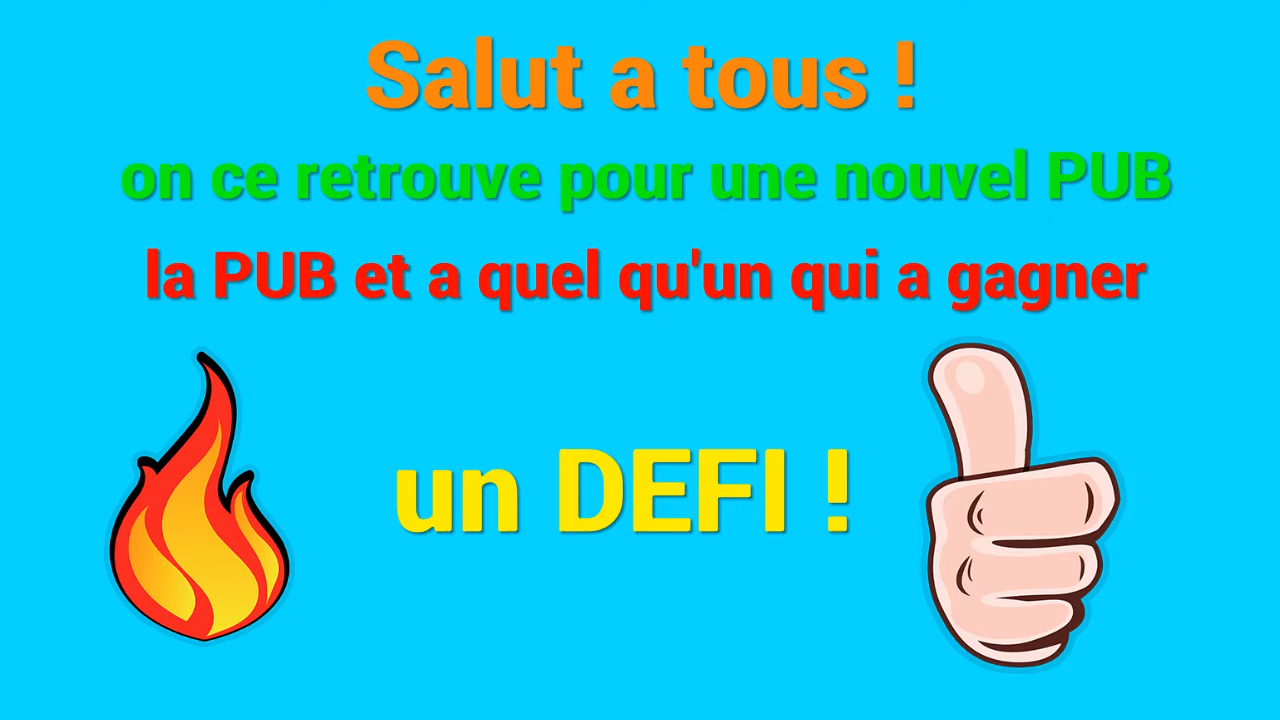 Salut a tous !
on ce retrouve pour une nouvel PUB
la PUB et a quel qu'un qui a gagner
un DEFI !